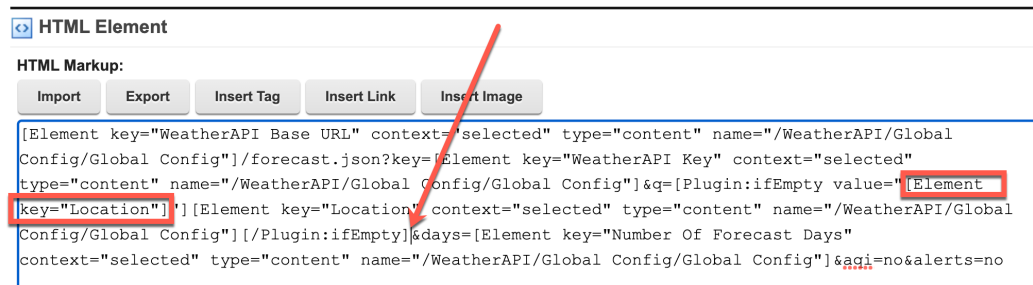 HTML Element
HTML Markup:
Import Export Insert Tag Insert Link Insert Image
[Element key="WeatherAPI Base URL" context="selected" type="content" name="/WeatherAPI/Global
Config/Global Config"]/forecast.json?key=[Element key="WeatherAPI Key" context="selected"
type="content" name="/WeatherAPI/Global Config/Global Config"]&q=[Plugin:ifEmpty value="[Element
key="Location"]"][Element key="Location" context="selected" type="content" name="/WeatherAPI/Global
Config/Global Config"][/Plugin:ifEmpty]&days=[Element key="Number Of Forecast Days"
context="selected" type="content" name="/WeatherAPI/Global Config/Global Config"]&aqi=no&alerts=no